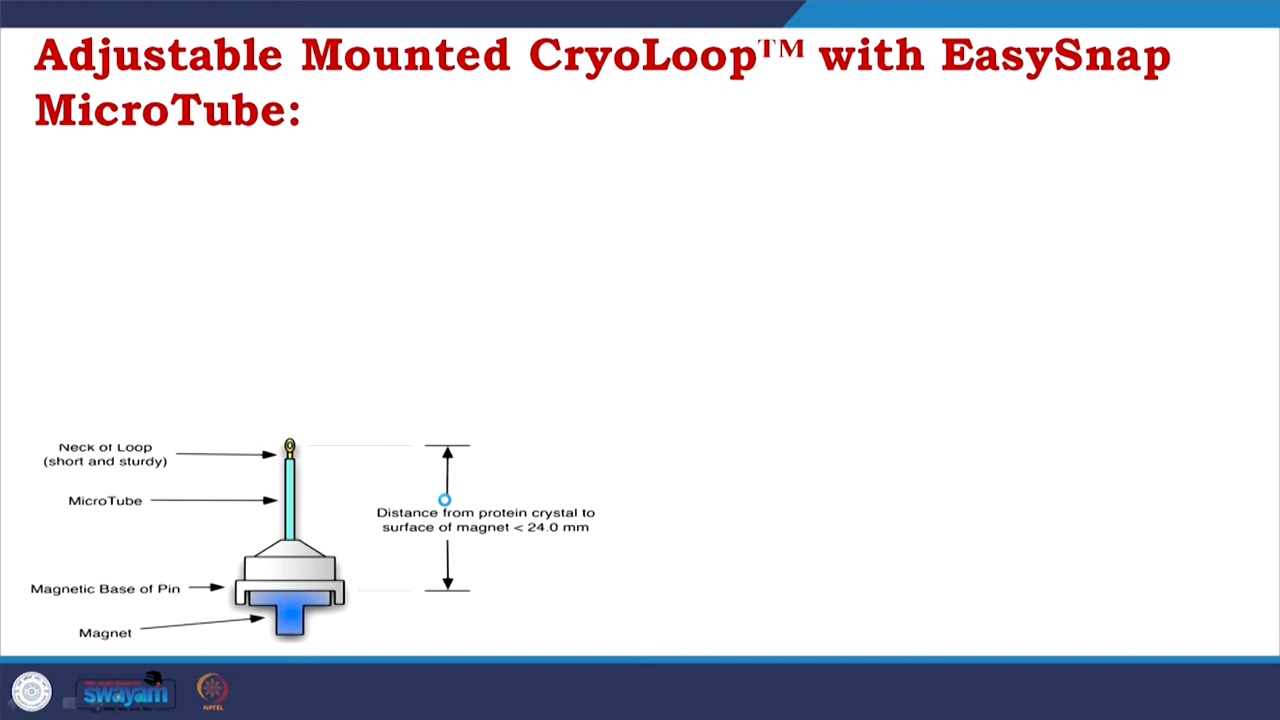 Adjustable Mounted CryoLoop™ with EasySnap
MicroTube:
Neck of Loop
(short and sturdy)
MicroTube
Distance from protein crystal to
surface of magnet < 24.0 mm
Magnetic Base of Pin
Magnet
swayam
NPTEL